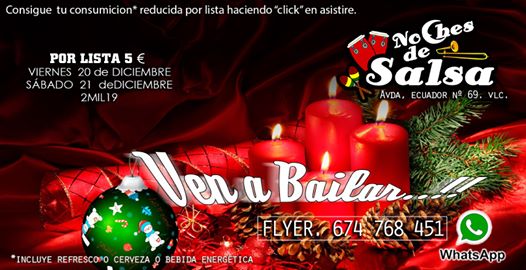 Consigue tu consumicion* reducida por lista haciendo “click” en asistire.
POR LISTA 5 €
VIERNES 20 de DICIEMBRE
SÁBADO 21 deDICIEMBRE
2MIL19
Noches
de
Salsa
AVDA, ECUADOR Nº 69. VLC.
Ven a Bailar...!!
FLYER. 674 768 451
WhatsApp
*INCLUYE REFRESCO O CERVEZA O BEBIDA ENERGÉTICA